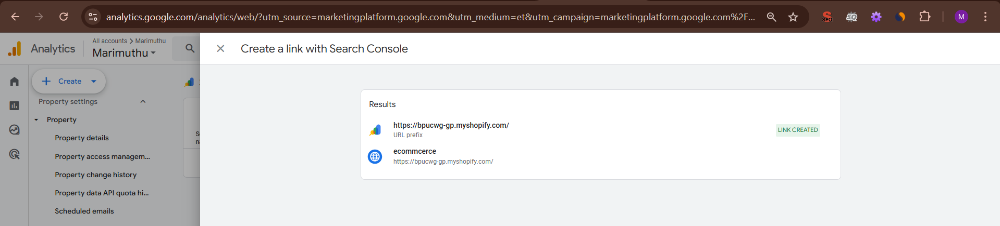 analytics.google.com/analytics/web/?utm_source=marketingplatform.google.com&utm_medium=et&utm_campaign=marketingplatform.google.com%2F...
SEO
SQ
M
Analytics
All accounts > Marimuthu
Marimuthu
Create a link with Search Console
Create
Property settings
Property
Property details
Property access managem...
Property change history
Property data API quota hi...
Scheduled emails
Results
https://bpucwg-gp.myshopify.com/
URL prefix
LINK CREATED
ecommcerce
https://bpucwg-gp.myshopify.com/